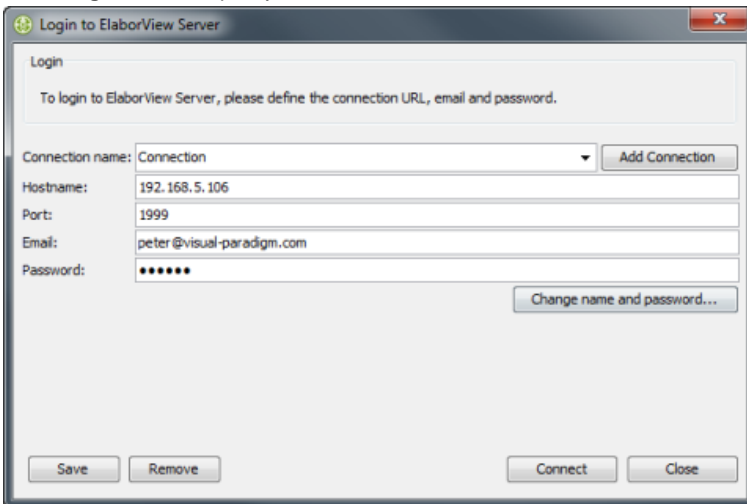 Login to ElaborView Server
Login
To login to ElaborView Server, please define the connection URL, email and password.
Connection name: Connection Add Connection
Hostname: 192.168.5.106
Port: 1999
Email: peter@visual-paradigm.com
Password: ••••••
Change name and password...
Save Remove Connect Close